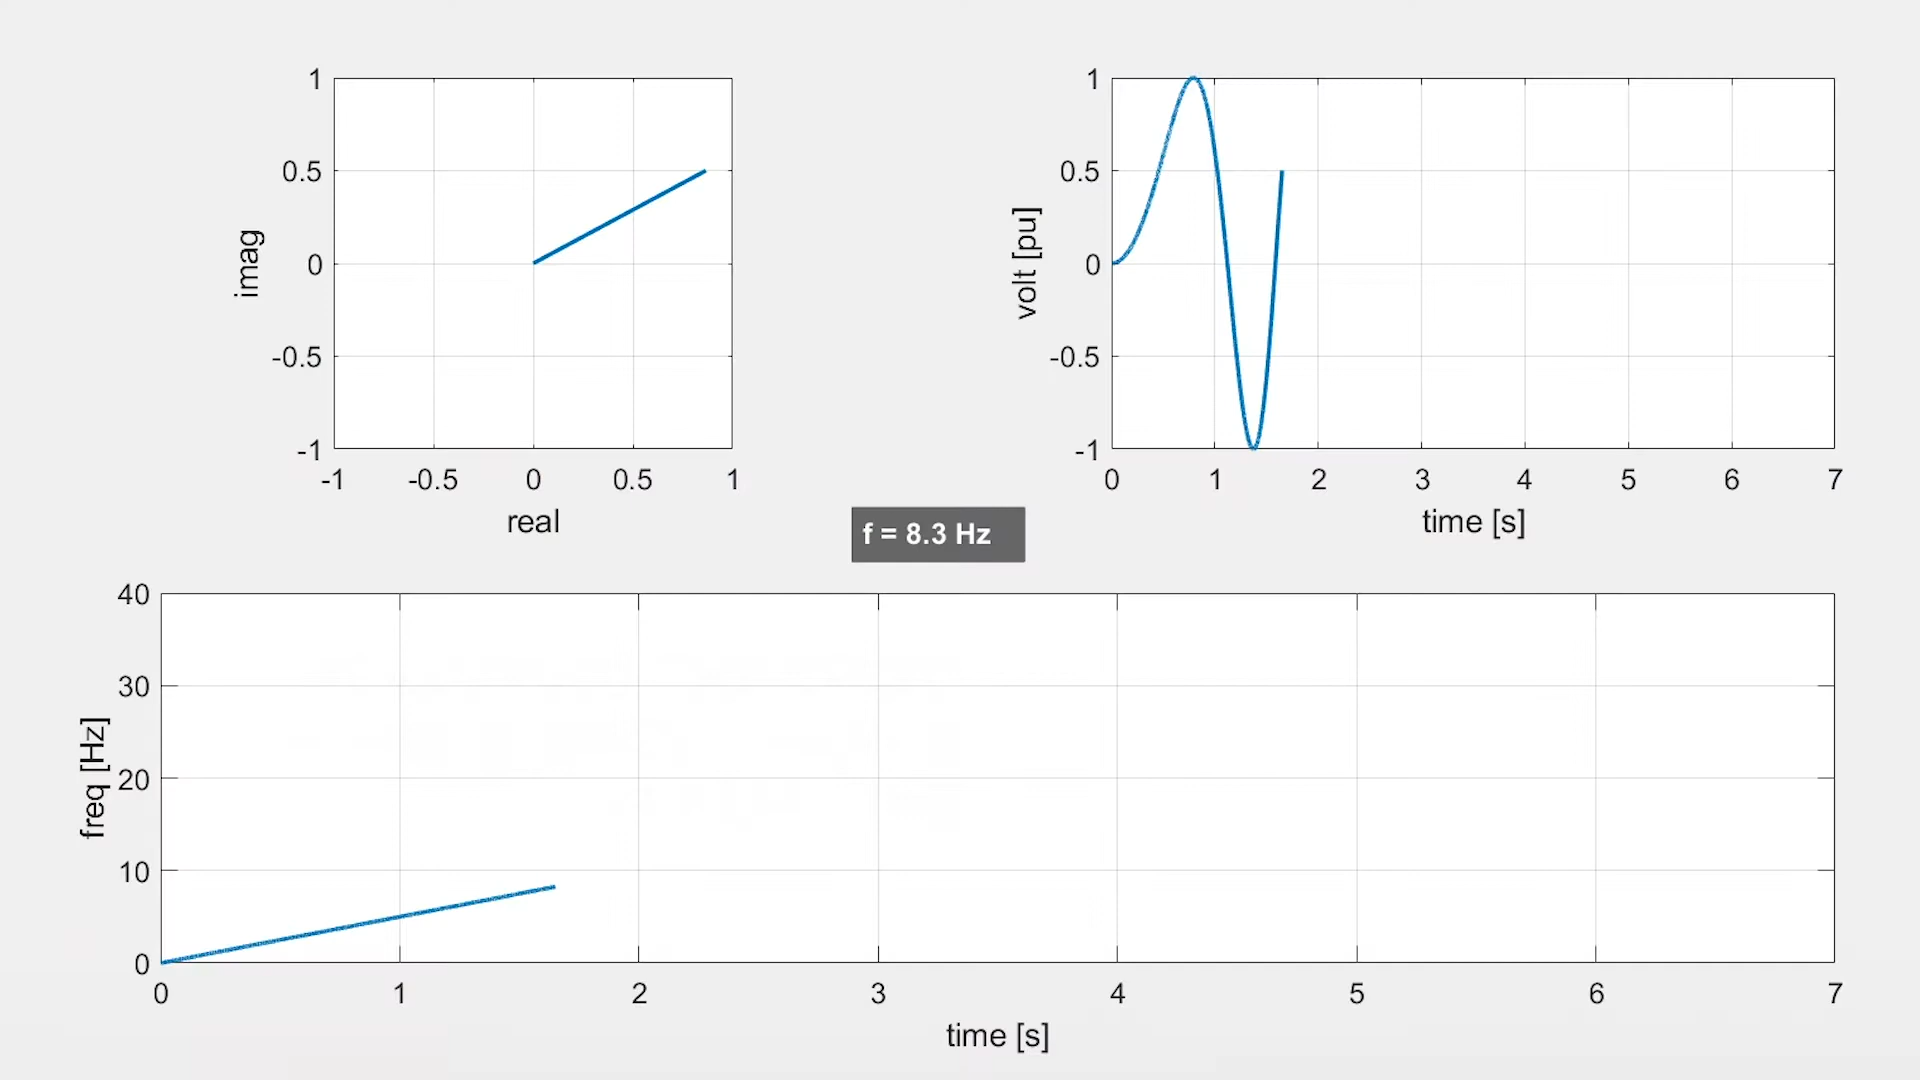 1
0.5
0
-0.5
-1
imag
-1 -0.5 0 0.5 1
real
1
0.5
0
-0.5
-1
volt [pu]
0 1 2 3 4 5 6 7
time [s]
f = 8.3 Hz
40
30
20
10
0
freq [Hz]
0 1 2 3 4 5 6 7
time [s]